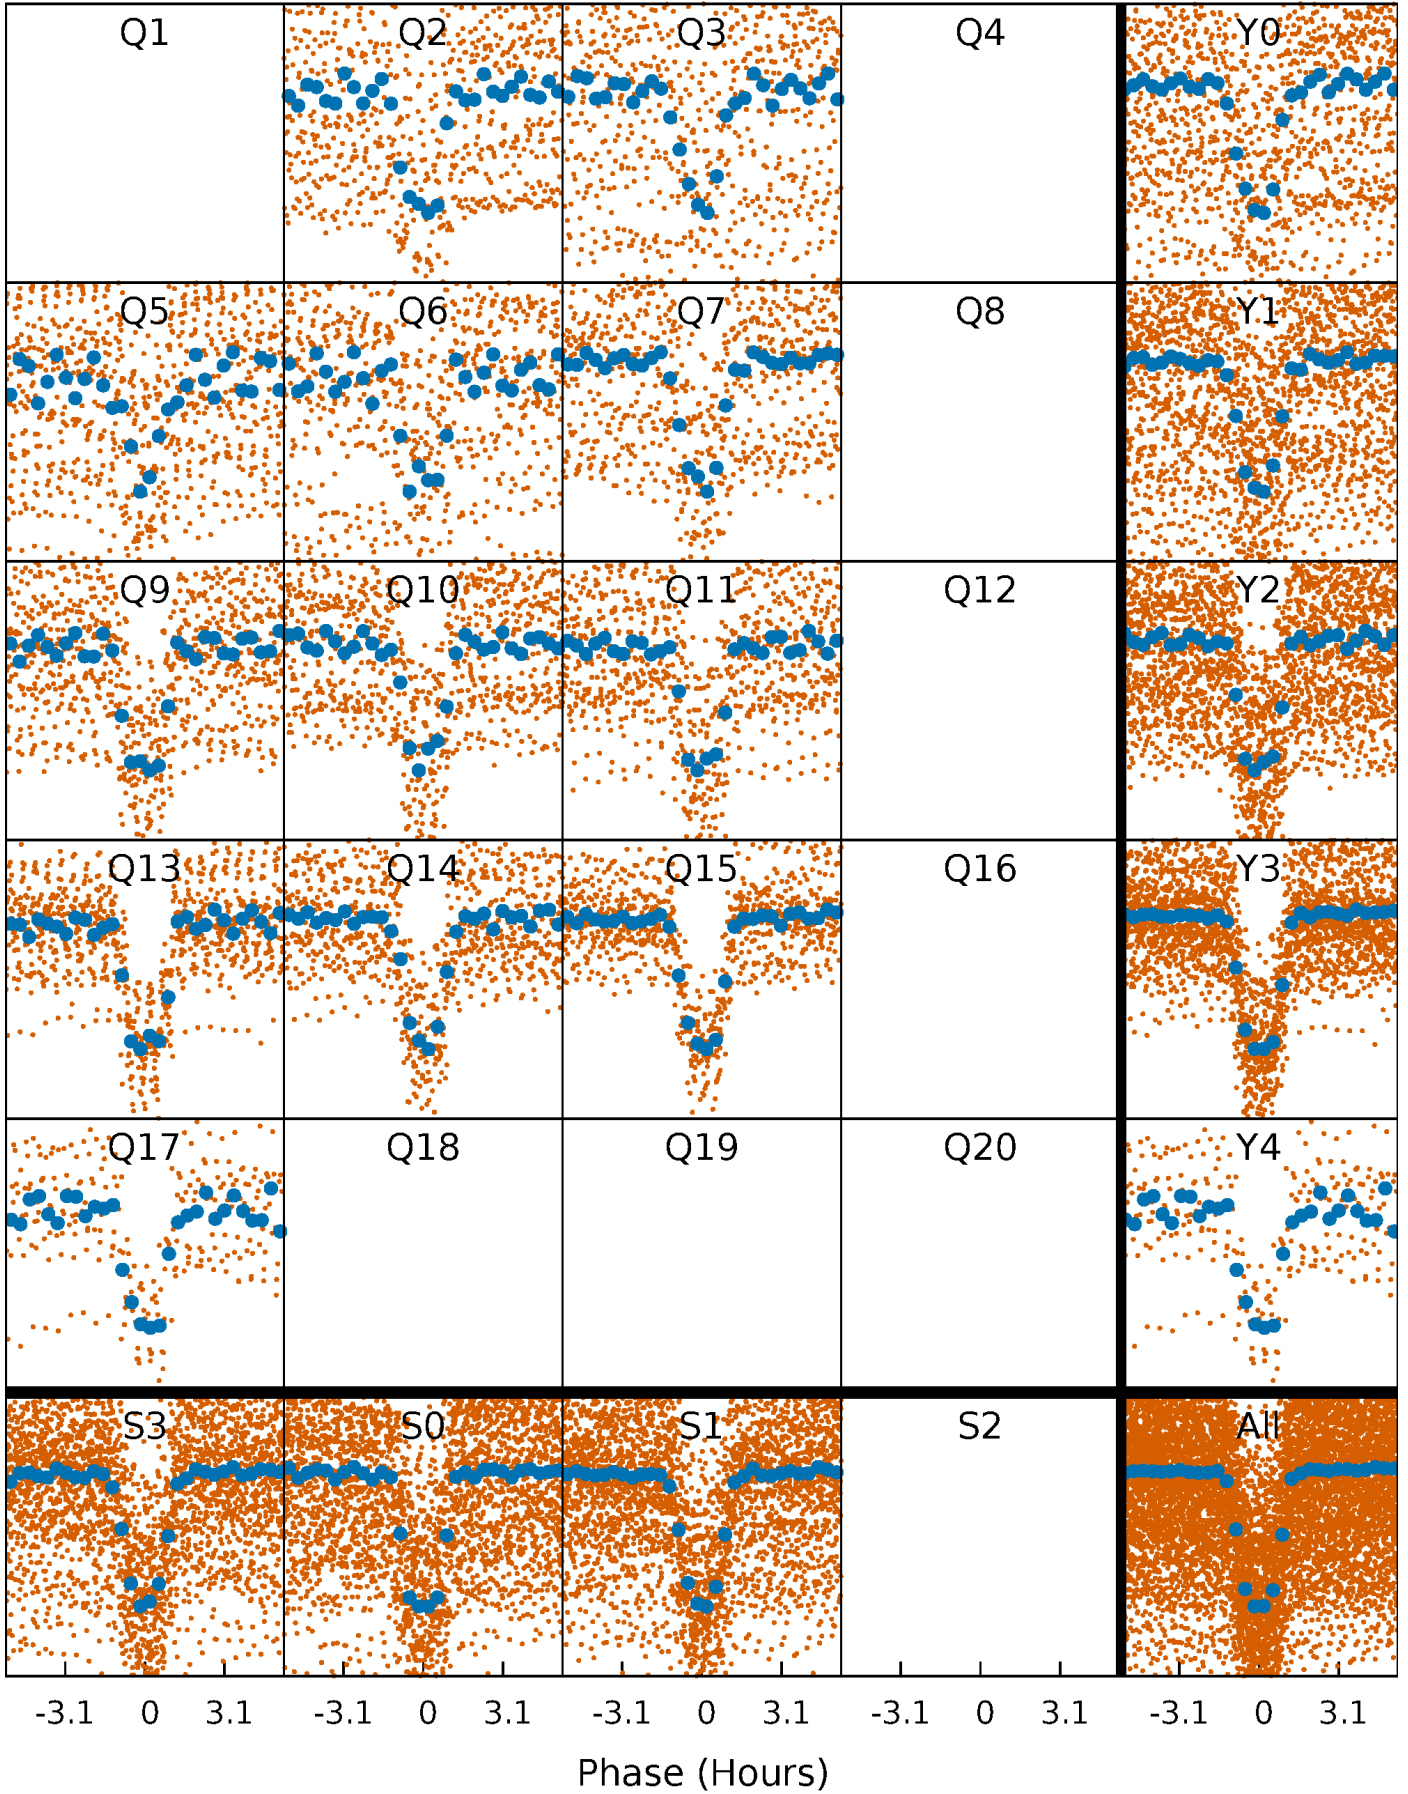 Q1 Q2 Q3 Q4 Y0
Q5 Q6 Q7 Q8 Y1
Q9 Q10 Q11 Q12 Y2
Q13 Q14 Q15 Q16 Y3
Q17 Q18 Q19 Q20 Y4
S3 S0 S1 S2 All
-3.1 0 3.1 -3.1 0 3.1 -3.1 0 3.1 -3.1 0 3.1 -3.1 0 3.1
Phase (Hours)